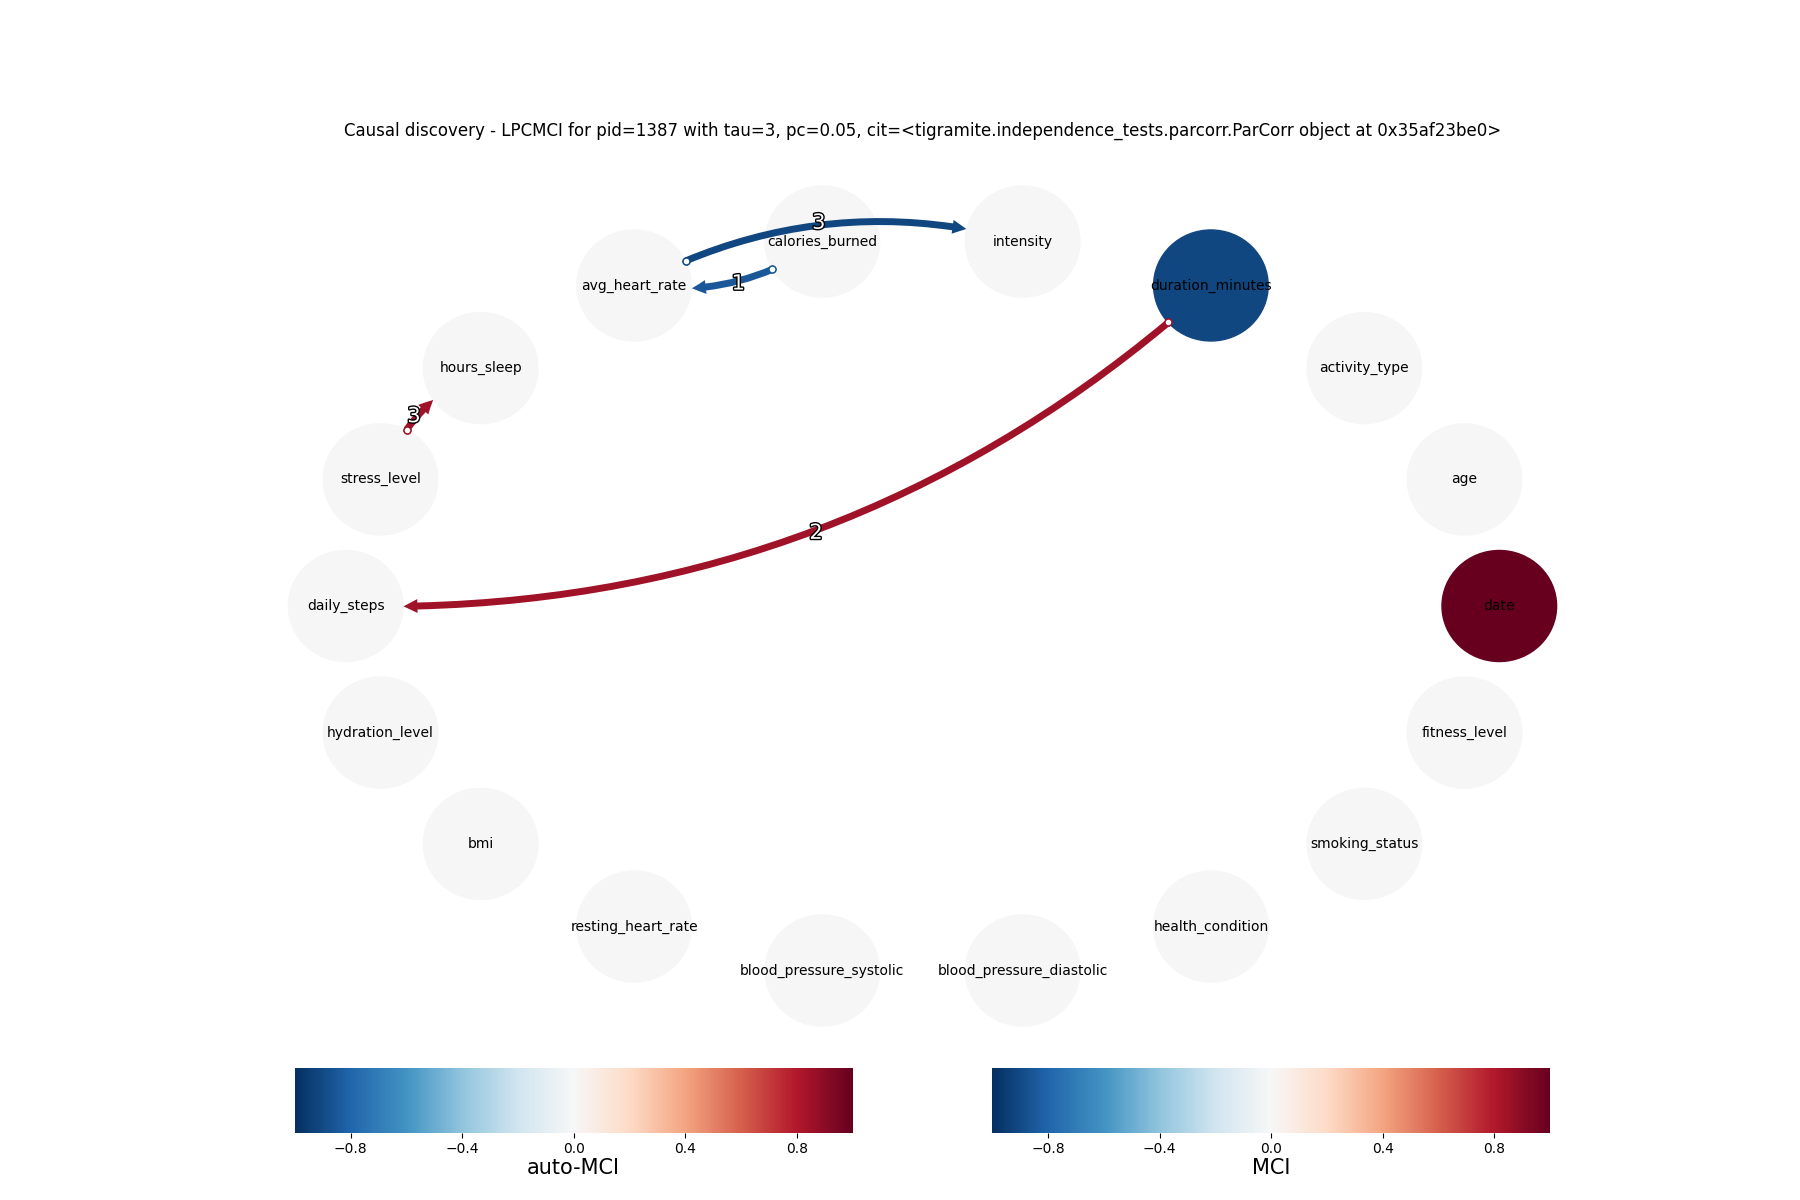 Causal discovery - LPCMCI for pid=1387 with tau=3, pc=0.05, cit=<tigramite.independence_tests.parcorr.ParCorr object at 0x35af23be0>
3
calories_burned
intensity
avg_heart_rate
1
duration_minutes
hours_sleep
activity_type
3
stress_level
age
2
daily_steps
date
hydration_level
fitness_level
bmi
smoking_status
resting_heart_rate
health_condition
blood_pressure_systolic
blood_pressure_diastolic
−0.8 −0.4 0.0 0.4 0.8
auto-MCI
−0.8 −0.4 0.0 0.4 0.8
MCI